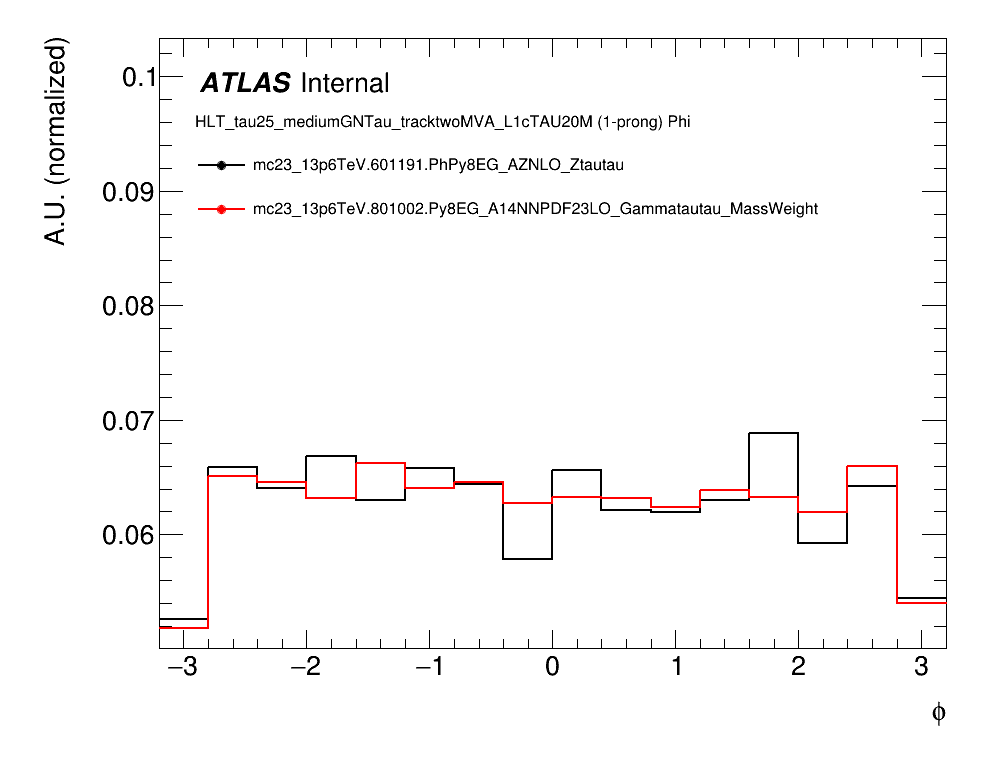 A.U. (normalized)
0.1
0.09
0.08
0.07
0.06
ATLAS Internal
HLT_tau25_mediumGNTau_tracktwoMVA_L1cTAU20M (1-prong) Phi
mc23_13p6TeV.601191.PhPy8EG_AZNLO_Ztautau
mc23_13p6TeV.801002.Py8EG_A14NNPDF23LO_Gammatautau_MassWeight
−3 −2 −1 0 1 2 3
ϕ